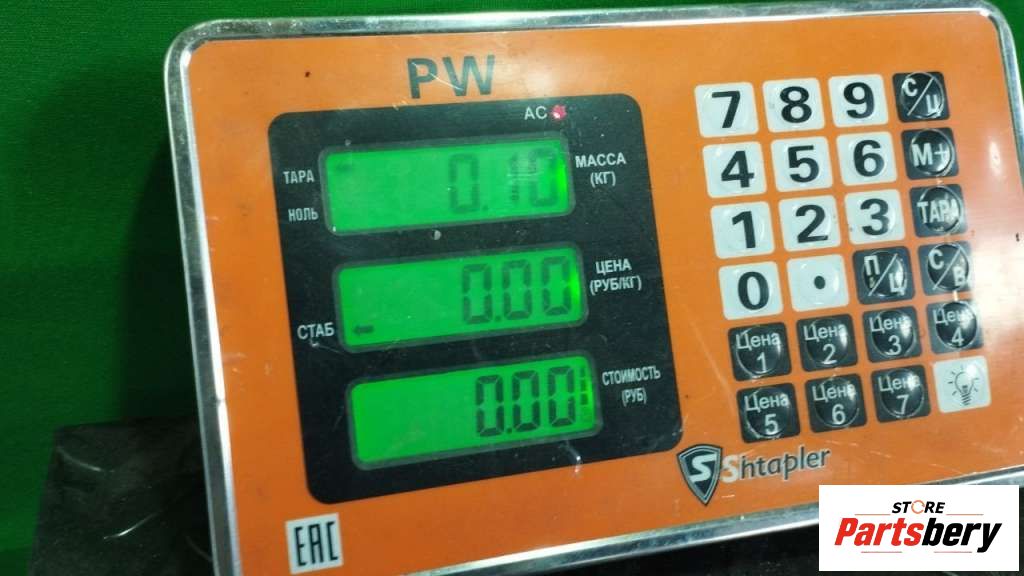 PW
AC
ТАРА
0.10
МАССА
(КГ)
НОЛЬ
0.00
ЦЕНА
(РУБ/КГ)
СТАБ
0.00
СТОИМОСТЬ
(РУБ)
7 8 9 С/Ц
4 5 6 М+
1 2 3 ТАРА
0 . П/Ц С/В
Цена 1 Цена 2 Цена 3 Цена 4
Цена 5 Цена 6 Цена 7
S Shtapler
EAC
STORE
Partsbery